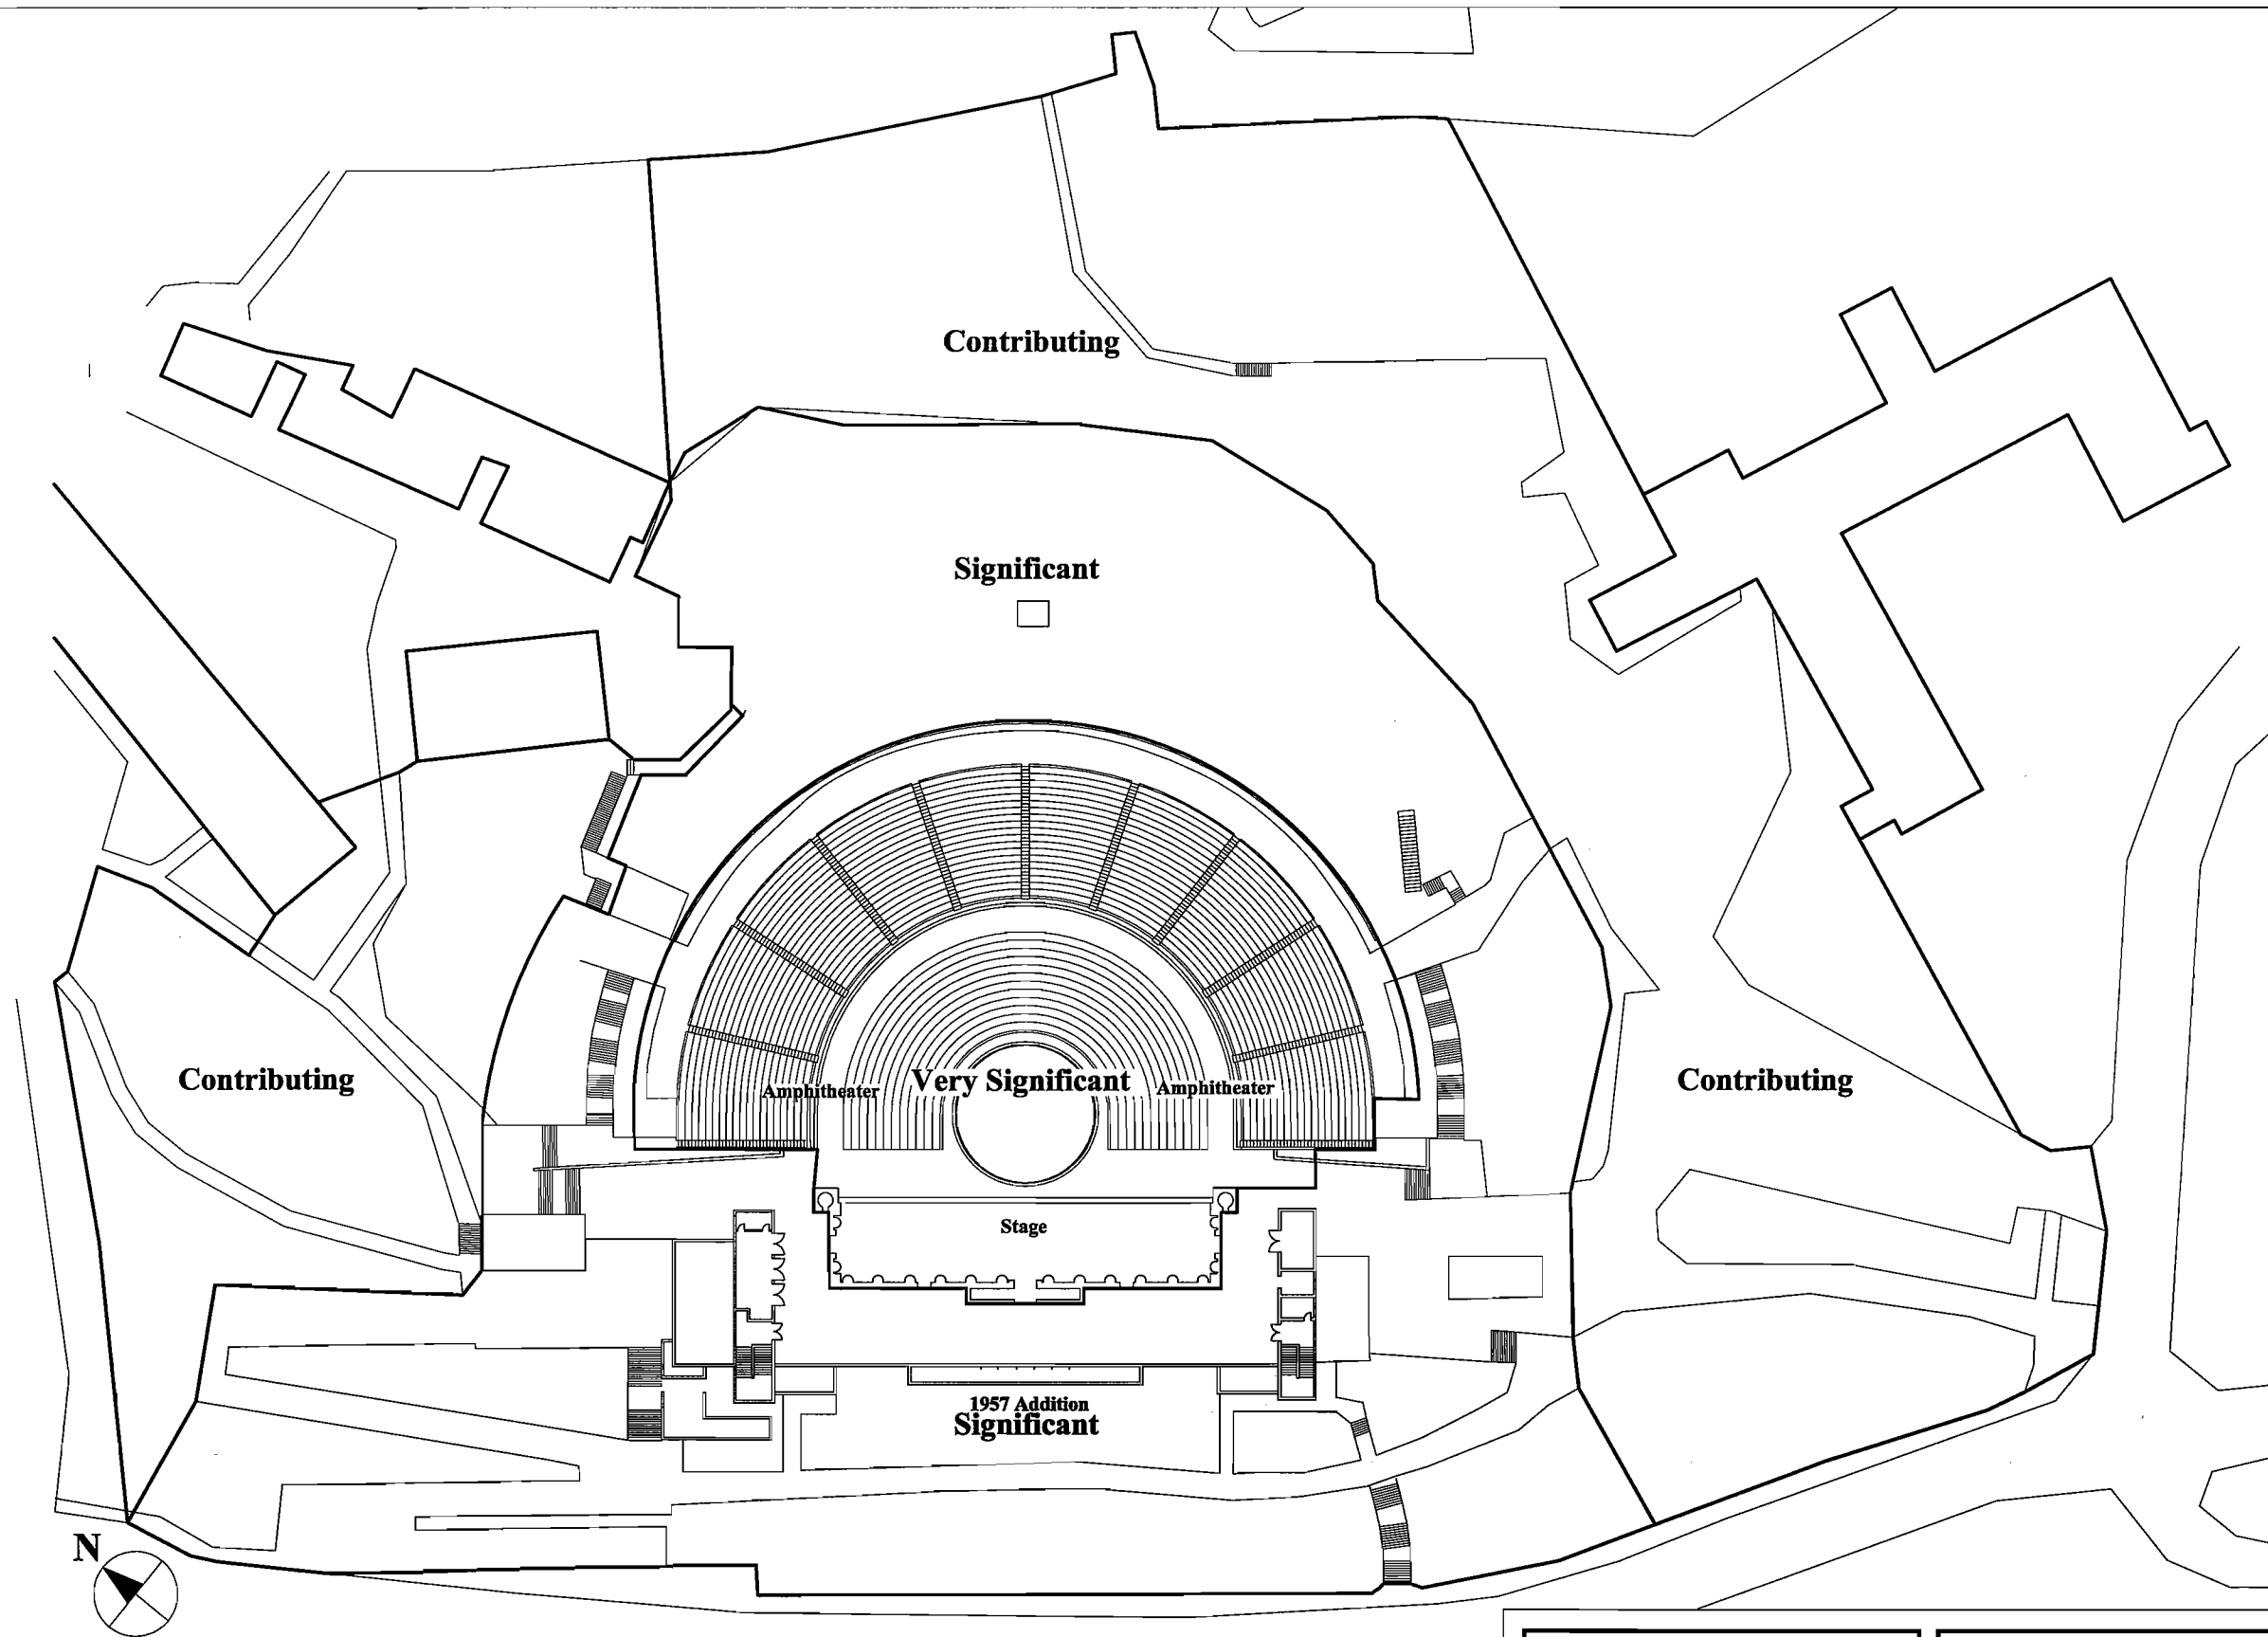 Contributing
Significant
Contributing
Amphitheater
Very Significant
Amphitheater
Contributing
Stage
1957 Addition
Significant
N